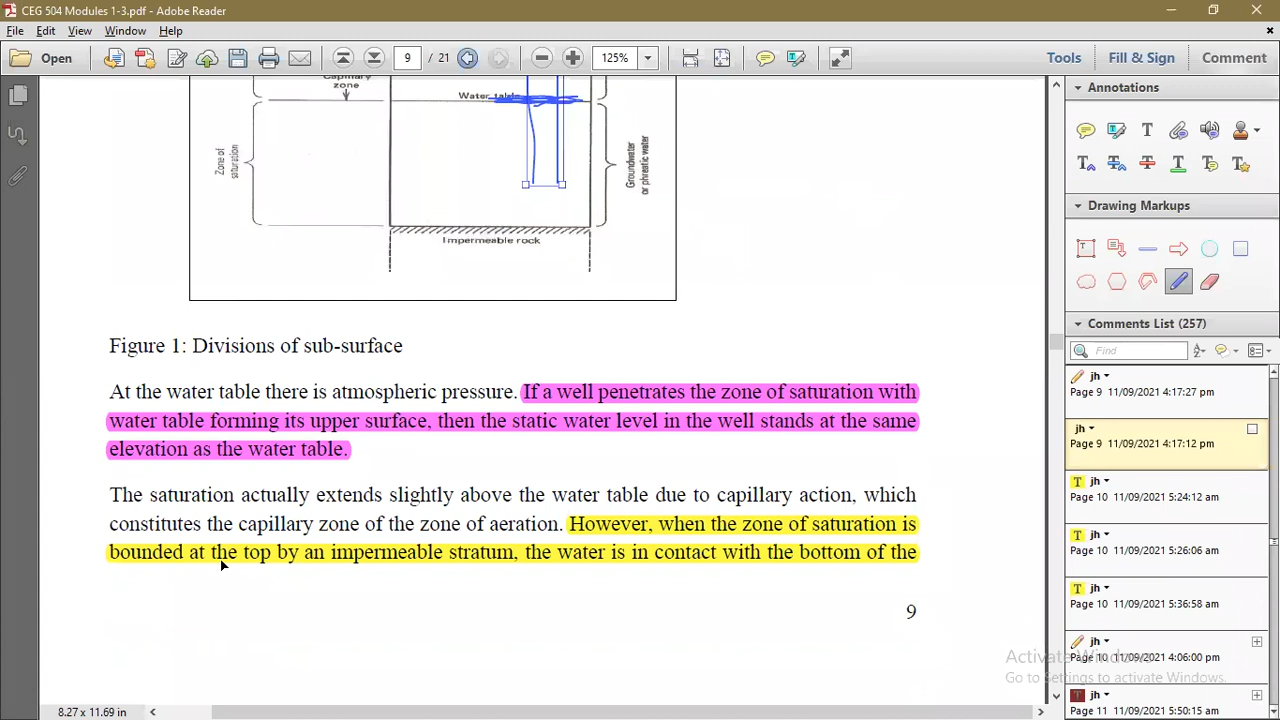 CEG 504 Modules 1-3.pdf - Adobe Reader
File Edit View Window Help
Open 9 / 21 125% Tools Fill & Sign Comment
Capillary
zone
Water table
Zone of
saturation
Groundwater
or phreatic water
Impermeable rock
Figure 1: Divisions of sub-surface
At the water table there is atmospheric pressure. If a well penetrates the zone of saturation with
water table forming its upper surface, then the static water level in the well stands at the same
elevation as the water table.
The saturation actually extends slightly above the water table due to capillary action, which
constitutes the capillary zone of the zone of aeration. However, when the zone of saturation is
bounded at the top by an impermeable stratum, the water is in contact with the bottom of the
9
8.27 x 11.69 in
Annotations
Drawing Markups
Comments List (257)
Find
jh
Page 9 11/09/2021 4:17:27 pm
jh
Page 9 11/09/2021 4:17:12 pm
T jh
Page 10 11/09/2021 5:24:12 am
T jh
Page 10 11/09/2021 5:26:06 am
T jh
Page 10 11/09/2021 5:36:58 am
jh
Page 10 11/09/2021 4:06:00 pm
T jh
Page 11 11/09/2021 5:50:15 am
Activate Windows
Go to Settings to activate Windows.